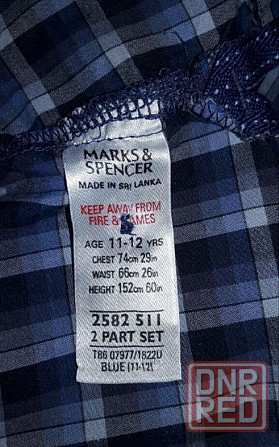 MARKS &
SPENCER
MADE IN SRI LANKA
KEEP AWAY FROM
FIRE & FLAMES
AGE 11-12 YRS
CHEST 74cm 29in
WAIST 66cm 26in
HEIGHT 152cm 60in
2582 511
2 PART SET
T86 07977/1822U
BLUE (11-12)
DNR
RED